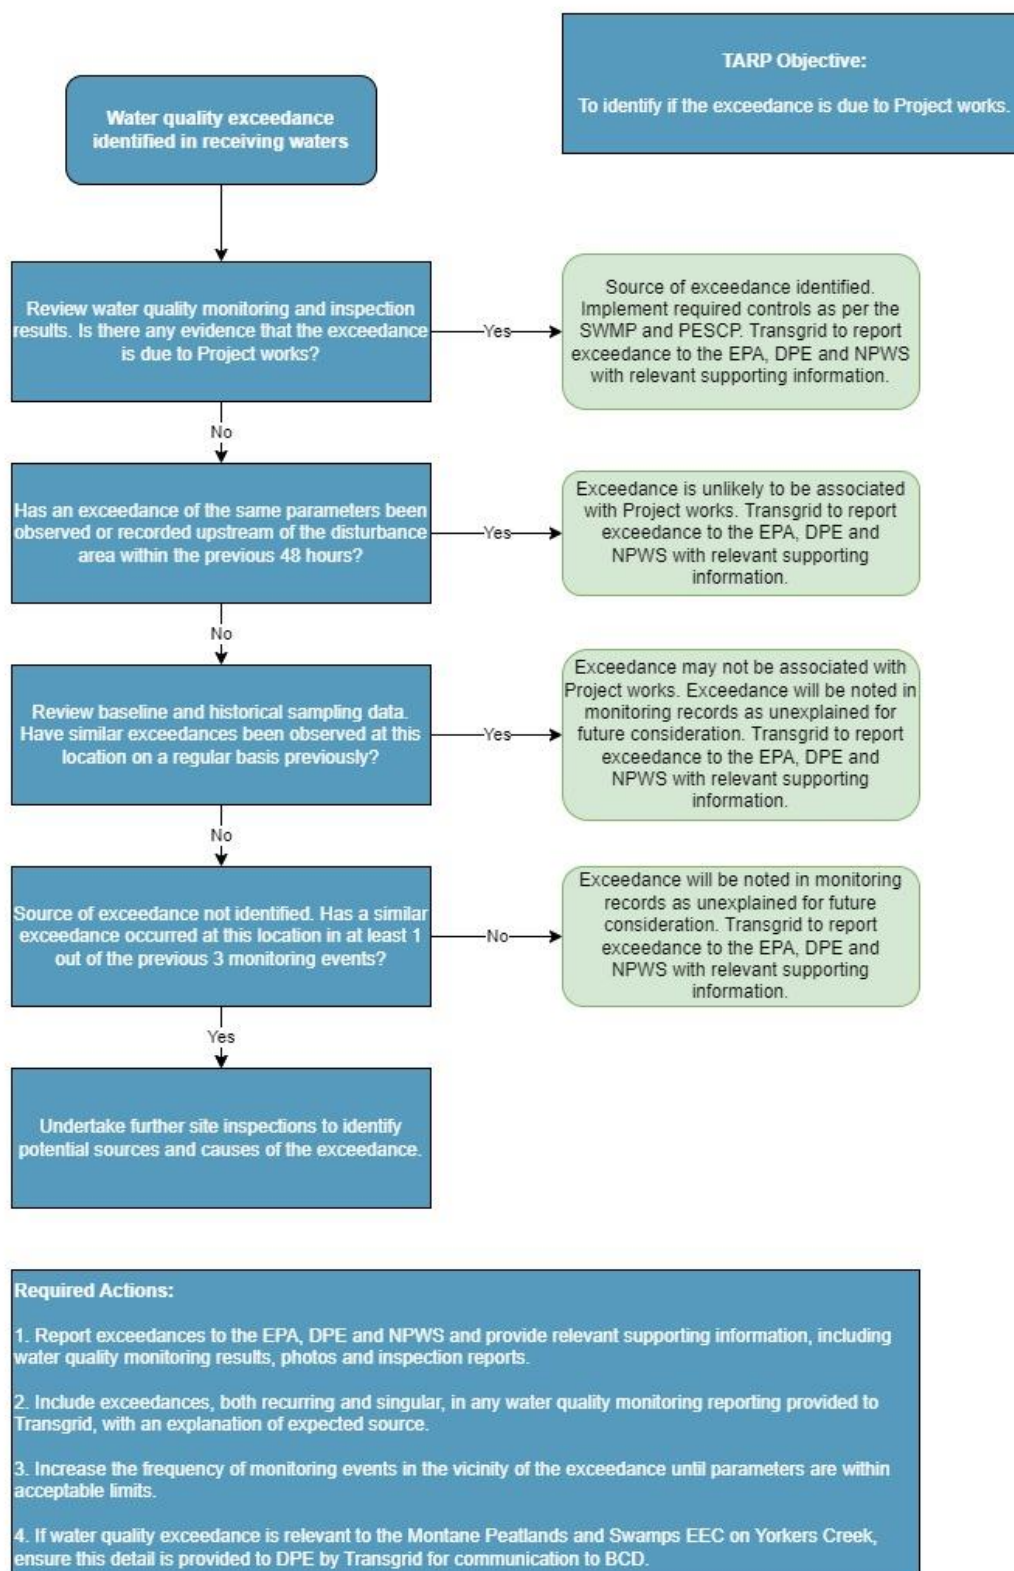 TARP Objective:
To identify if the exceedance is due to Project works.
Water quality exceedance
identified in receiving waters
Review water quality monitoring and inspection
results. Is there any evidence that the exceedance
is due to Project works?
Yes
Source of exceedance identified.
Implement required controls as per the
SWMP and PESCP. Transgrid to report
exceedance to the EPA, DPE and NPWS
with relevant supporting information.
No
Has an exceedance of the same parameters been
observed or recorded upstream of the disturbance
area within the previous 48 hours?
Yes
Exceedance is unlikely to be associated
with Project works. Transgrid to report
exceedance to the EPA, DPE and
NPWS with relevant supporting
information.
No
Review baseline and historical sampling data.
Have similar exceedances been observed at this
location on a regular basis previously?
Yes
Exceedance may not be associated with
Project works. Exceedance will be noted in
monitoring records as unexplained for
future consideration. Transgrid to report
exceedance to the EPA, DPE and
NPWS with relevant supporting
information.
No
Source of exceedance not identified. Has a similar
exceedance occurred at this location in at least 1
out of the previous 3 monitoring events?
No
Exceedance will be noted in monitoring
records as unexplained for future
consideration. Transgrid to report
exceedance to the EPA, DPE and
NPWS with relevant supporting
information.
Yes
Undertake further site inspections to identify
potential sources and causes of the exceedance.
Required Actions:
1. Report exceedances to the EPA, DPE and NPWS and provide relevant supporting information, including
water quality monitoring results, photos and inspection reports.
2. Include exceedances, both recurring and singular, in any water quality monitoring reporting provided to
Transgrid, with an explanation of expected source.
3. Increase the frequency of monitoring events in the vicinity of the exceedance until parameters are within
acceptable limits.
4. If water quality exceedance is relevant to the Montane Peatlands and Swamps EEC on Yorkers Creek,
ensure this detail is provided to DPE by Transgrid for communication to BCD.